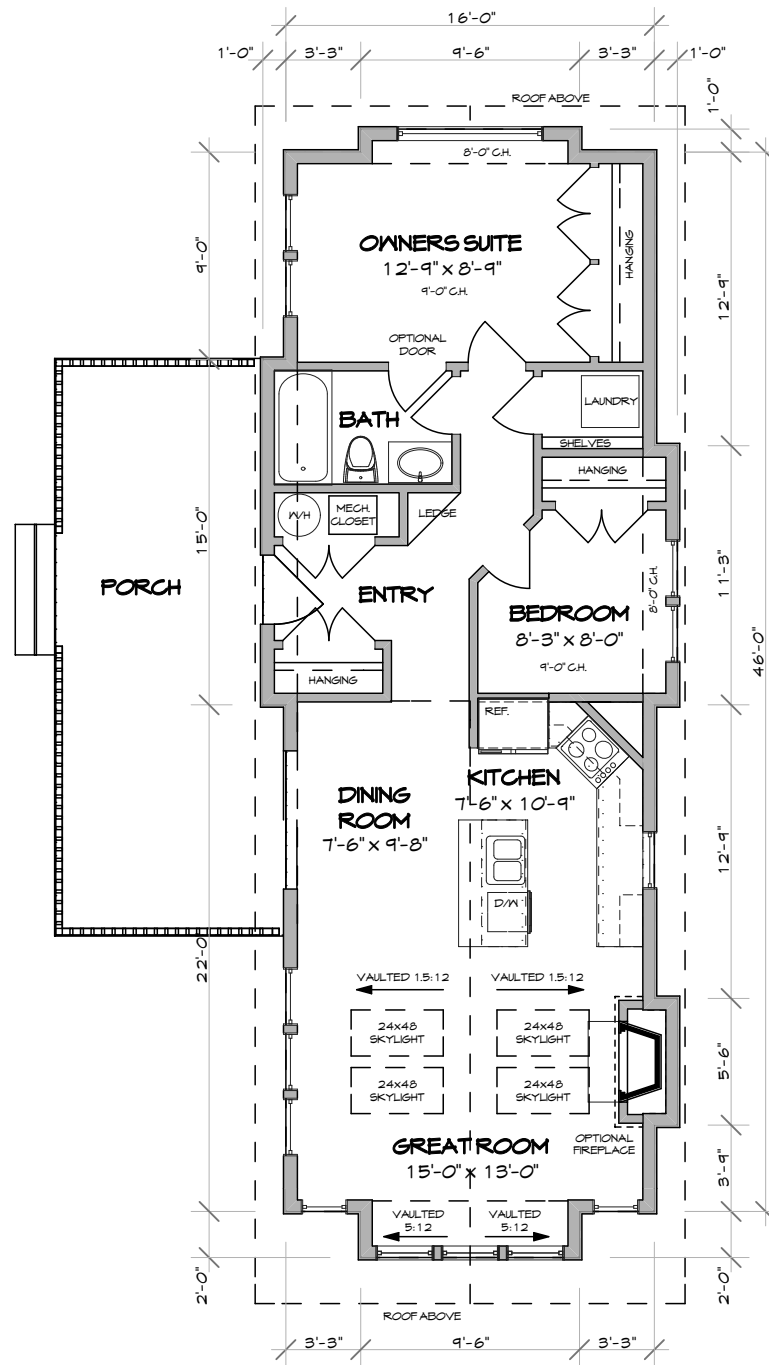 16'-0"
1'-0" 3'-3" 9'-6" 3'-3" 1'-0"
1'-0"
ROOF ABOVE
8'-0" C.H.
9'-0"
OWNERS SUITE
12'-9" x 8'-9"
9'-0" C.H.
HANGING
12'-9"
OPTIONAL
DOOR
BATH
LAUNDRY
SHELVES
HANGING
W/H
MECH.
CLOSET
LEDGE
15'-0"
PORCH
ENTRY
BEDROOM
8'-3" x 8'-0"
9'-0" C.H.
8'-0" C.H.
11'-3"
46'-0"
HANGING
REF.
KITCHEN
7'-6" x 10'-9"
DINING
ROOM
7'-6" x 9'-8"
D/W
12'-9"
22'-0
VAULTED 1.5:12 VAULTED 1.5:12
24x48
SKYLIGHT
24x48
SKYLIGHT
24x48
SKYLIGHT
24x48
SKYLIGHT
5'-6"
GREAT ROOM
15'-0" x 13'-0"
OPTIONAL
FIREPLACE
3'-9"
VAULTED
5:12
VAULTED
5:12
2'-0"
2'-0"
ROOF ABOVE
3'-3" 9'-6" 3'-3"